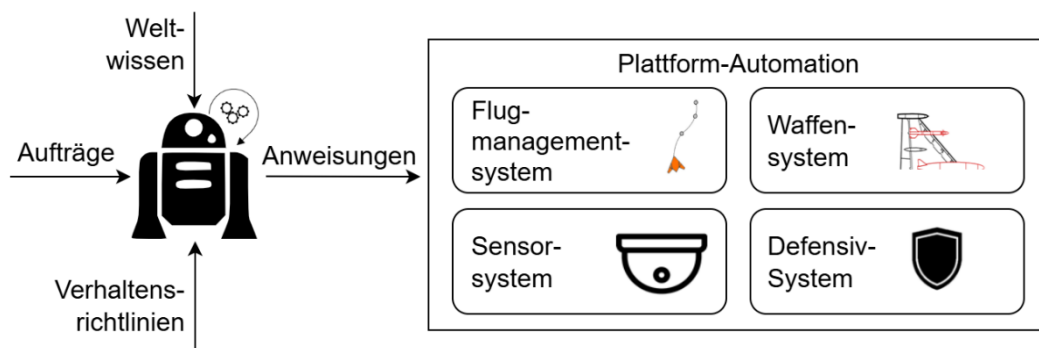 Welt-
wissen
Aufträge
Anweisungen
Verhaltens-
richtlinien
Plattform-Automation
Flug-
management-
system
Waffen-
system
Sensor-
system
Defensiv-
System